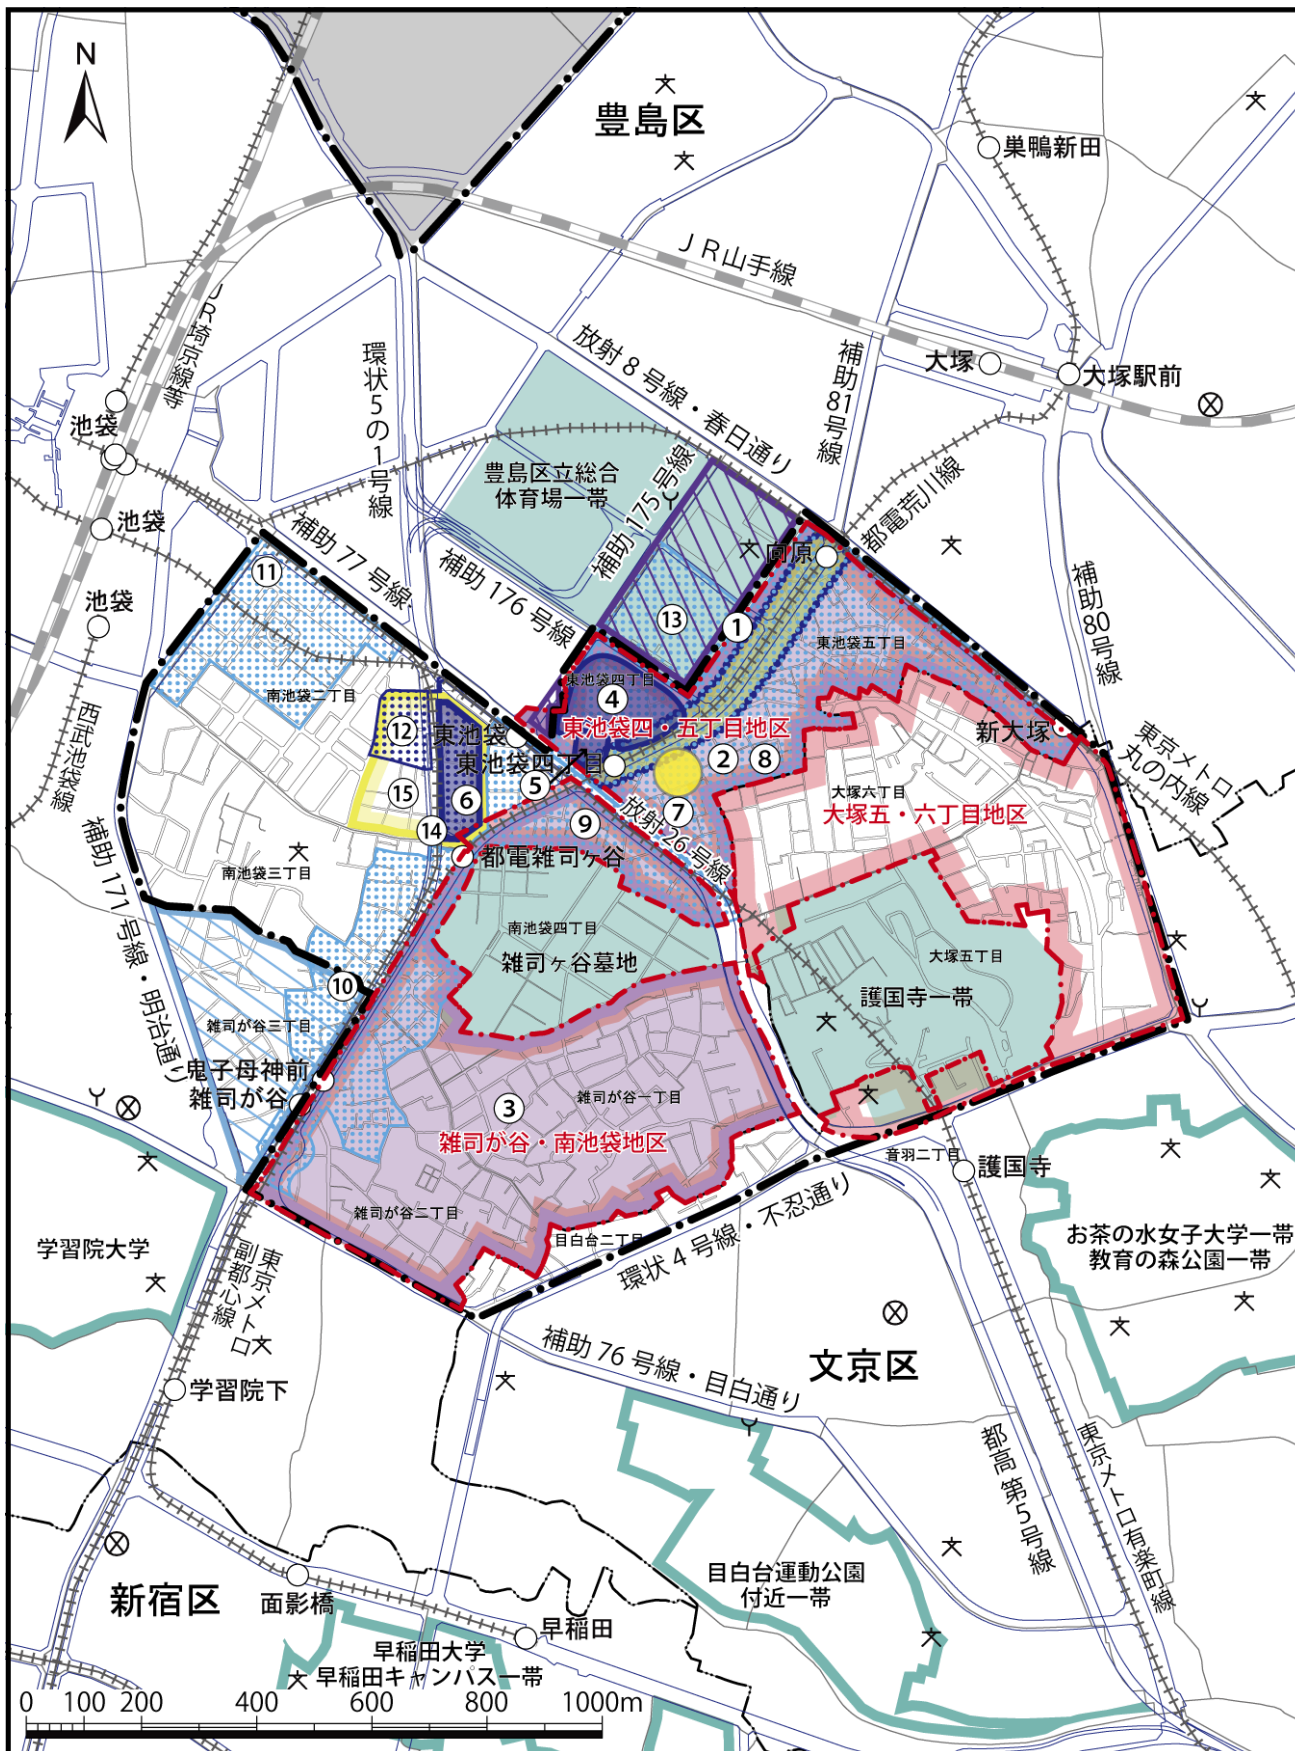 N
豊島区
巣鴨新田
JR山手線
JR埼京線等
放射8号線・春日通り
補助81号線
大塚
大塚駅前
環状5の1号線
池袋
豊島区立総合
体育場一帯
補助175号線
都電荒川線
池袋
補助77号線
補助176号線
向原
⑪
補助80号線
池袋
⑬
①
東池袋五丁目
南池袋二丁目
東池袋四丁目
④
西武池袋線
東池袋四・五丁目地区
新大塚
東京メトロ
丸の内線
⑫
東池袋
東池袋四丁目
②
⑧
⑮
⑥
⑤
大塚六丁目
大塚五・六丁目地区
⑦
放射26号線
⑭
⑨
補助171号線・明治通り
都電雑司ヶ谷
南池袋三丁目
南池袋四丁目
雑司ヶ谷墓地
大塚五丁目
護国寺一帯
⑩
雑司が谷三丁目
鬼子母神前
雑司が谷
③
雑司が谷一丁目
雑司が谷・南池袋地区
音羽二丁目
護国寺
雑司が谷二丁目
目白台二丁目
環状4号線・不忍通り
学習院大学
お茶の水女子大学一帯
教育の森公園一帯
東京メトロ
副都心線
補助76号線・目白通り
文京区
学習院下
都高第5号線
東京メトロ有楽町線
目白台運動公園
付近一帯
新宿区
面影橋
早稲田
早稲田大学
早稲田キャンパス一帯
0 100 200 400 600 800 1000m